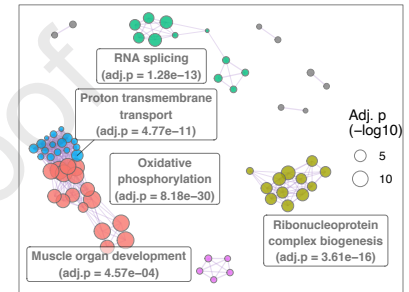 RNA splicing
(adj.p = 1.28e−13)
Proton transmembrane
transport
(adj.p = 4.77e−11)
Oxidative
phosphorylation
(adj.p = 8.18e−30)
Muscle organ development
(adj.p = 4.57e−04)
Ribonucleoprotein
complex biogenesis
(adj.p = 3.61e−16)
Adj. p
(−log10)
5
10